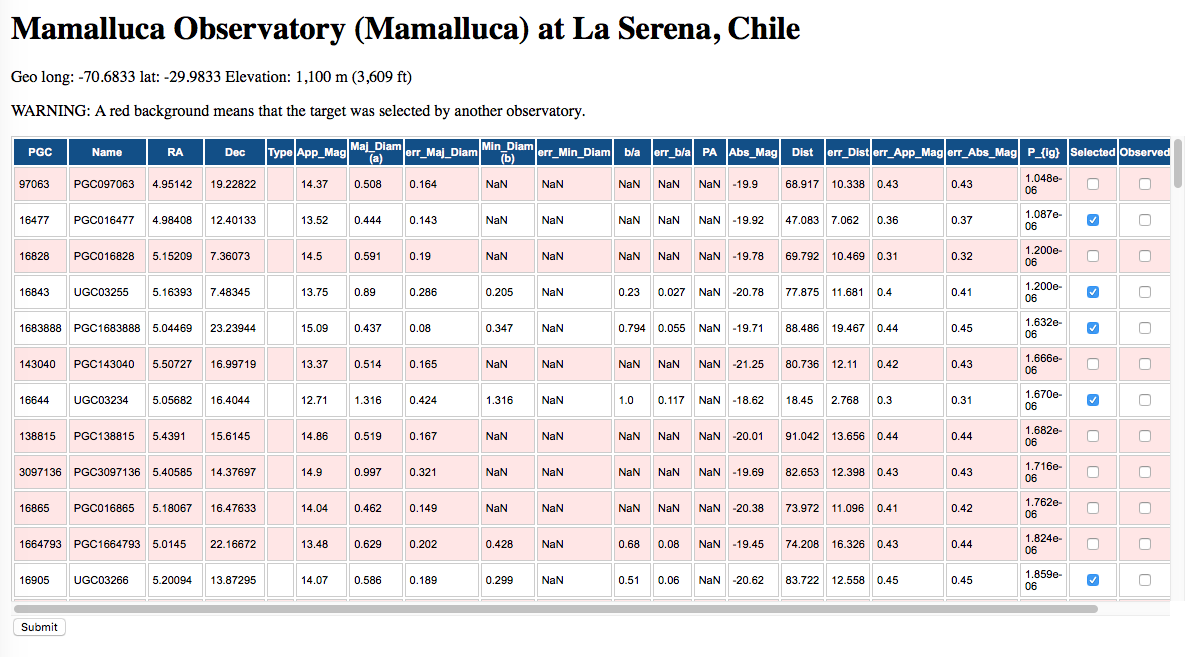 Mamalluca Observatory (Mamalluca) at La Serena, Chile
Geo long: -70.6833 lat: -29.9833 Elevation: 1,100 m (3,609 ft)
WARNING: A red background means that the target was selected by another observatory.
PGC Name RA Dec Type App_Mag Maj_Diam (a) err_Maj_Diam Min_Diam (b) err_Min_Diam b/a err_b/a PA Abs_Mag Dist err_Dist err_App_Mag err_Abs_Mag P_{ig} Selected Observed
97063 PGC097063 4.95142 19.22822 14.37 0.508 0.164 NaN NaN NaN NaN NaN -19.9 68.917 10.338 0.43 0.43 1.048e-06
16477 PGC016477 4.98408 12.40133 13.52 0.444 0.143 NaN NaN NaN NaN NaN -19.92 47.083 7.062 0.36 0.37 1.087e-06
16828 PGC016828 5.15209 7.36073 14.5 0.591 0.19 NaN NaN NaN NaN NaN -19.78 69.792 10.469 0.31 0.32 1.200e-06
16843 UGC03255 5.16393 7.48345 13.75 0.89 0.286 0.205 NaN 0.23 0.027 NaN -20.78 77.875 11.681 0.4 0.41 1.200e-06
1683888 PGC1683888 5.04469 23.23944 15.09 0.437 0.08 0.347 NaN 0.794 0.055 NaN -19.71 88.486 19.467 0.44 0.45 1.632e-06
143040 PGC143040 5.50727 16.99719 13.37 0.514 0.165 NaN NaN NaN NaN NaN -21.25 80.736 12.11 0.42 0.43 1.666e-06
16644 UGC03234 5.05682 16.4044 12.71 1.316 0.424 1.316 NaN 1.0 0.117 NaN -18.62 18.45 2.768 0.3 0.31 1.670e-06
138815 PGC138815 5.4391 15.6145 14.86 0.519 0.167 NaN NaN NaN NaN NaN -20.01 91.042 13.656 0.44 0.44 1.682e-06
3097136 PGC3097136 5.40585 14.37697 14.9 0.997 0.321 NaN NaN NaN NaN NaN -19.69 82.653 12.398 0.43 0.43 1.716e-06
16865 PGC016865 5.18067 16.47633 14.04 0.462 0.149 NaN NaN NaN NaN NaN -20.38 73.972 11.096 0.41 0.42 1.762e-06
1664793 PGC1664793 5.0145 22.16672 13.48 0.629 0.202 0.428 NaN 0.68 0.08 NaN -19.45 74.208 16.326 0.43 0.44 1.824e-06
16905 UGC03266 5.20094 13.87295 14.07 0.586 0.189 0.299 NaN 0.51 0.06 NaN -20.62 83.722 12.558 0.45 0.45 1.859e-06
Submit